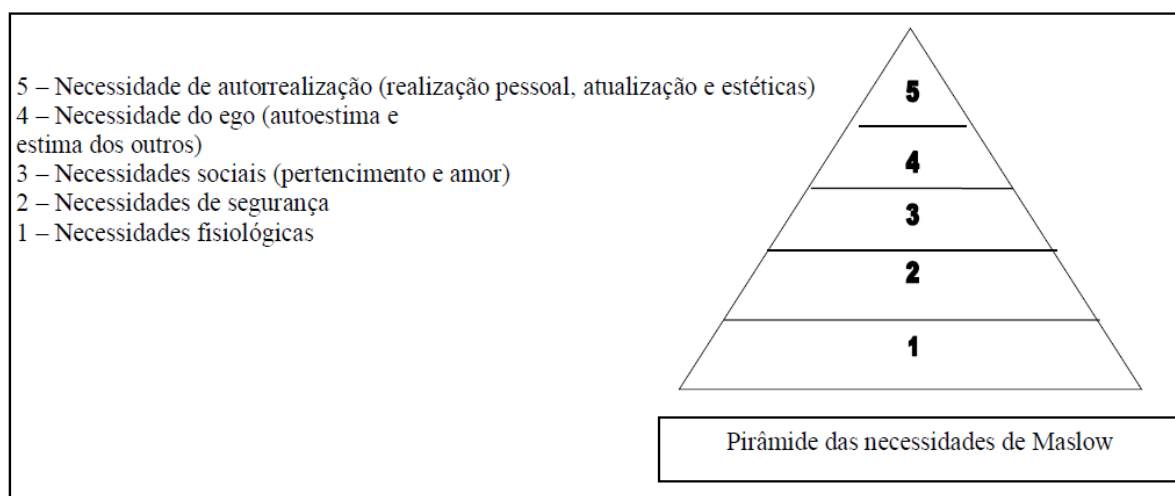 5 – Necessidade de autorrealização (realização pessoal, atualização e estéticas)
4 – Necessidade do ego (autoestima e
estima dos outros)
3 – Necessidades sociais (pertencimento e amor)
2 – Necessidades de segurança
1 – Necessidades fisiológicas
5
4
3
2
1
Pirâmide das necessidades de Maslow